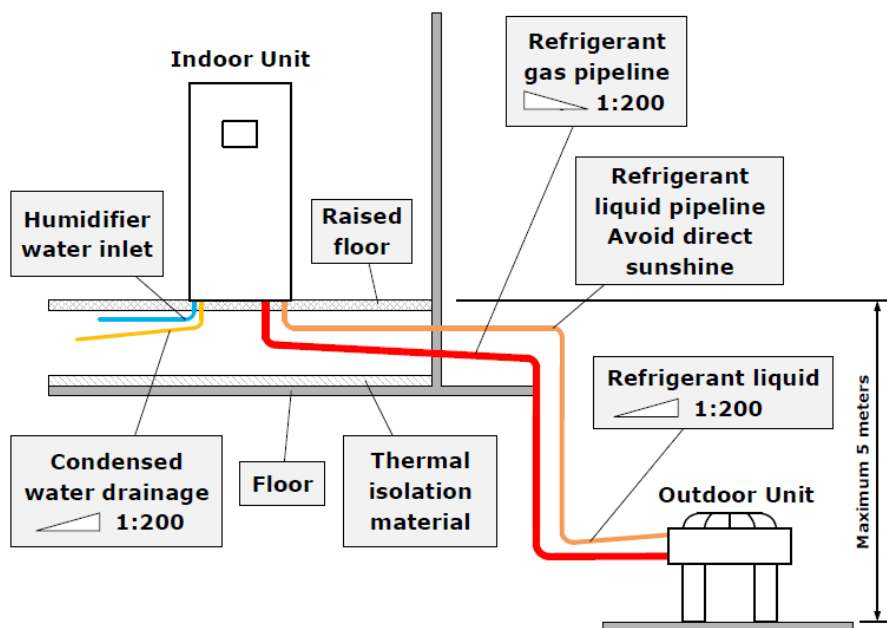 Indoor Unit
Refrigerant
gas pipeline
1:200
Humidifier
water inlet
Raised
floor
Refrigerant
liquid pipeline
Avoid direct
sunshine
Refrigerant liquid
1:200
Condensed
water drainage
1:200
Floor
Thermal
isolation
material
Outdoor Unit
Maximum 5 meters